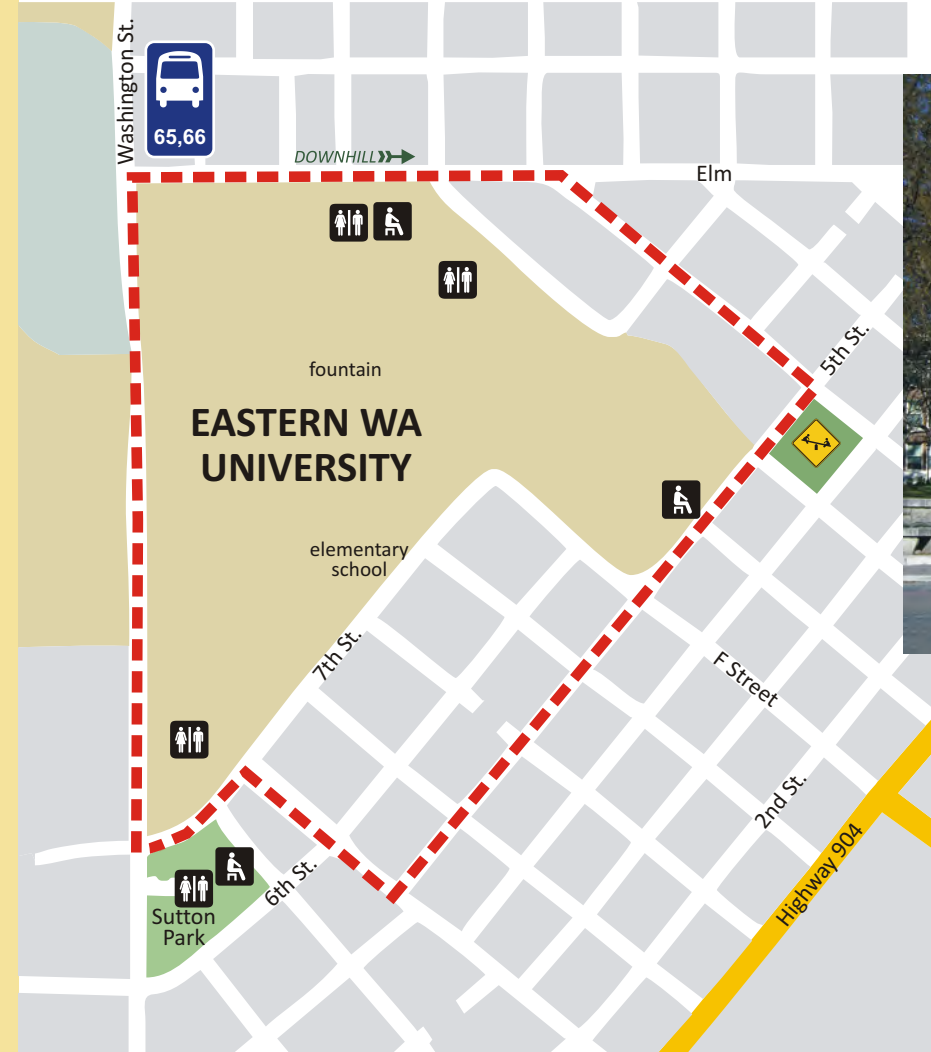 Washington St.
65,66
DOWNHILL
Elm
5th St.
fountain
EASTERN WA
UNIVERSITY
elementary
school
7th St.
F Street
2nd St.
Highway 904
6th St.
Sutton
Park